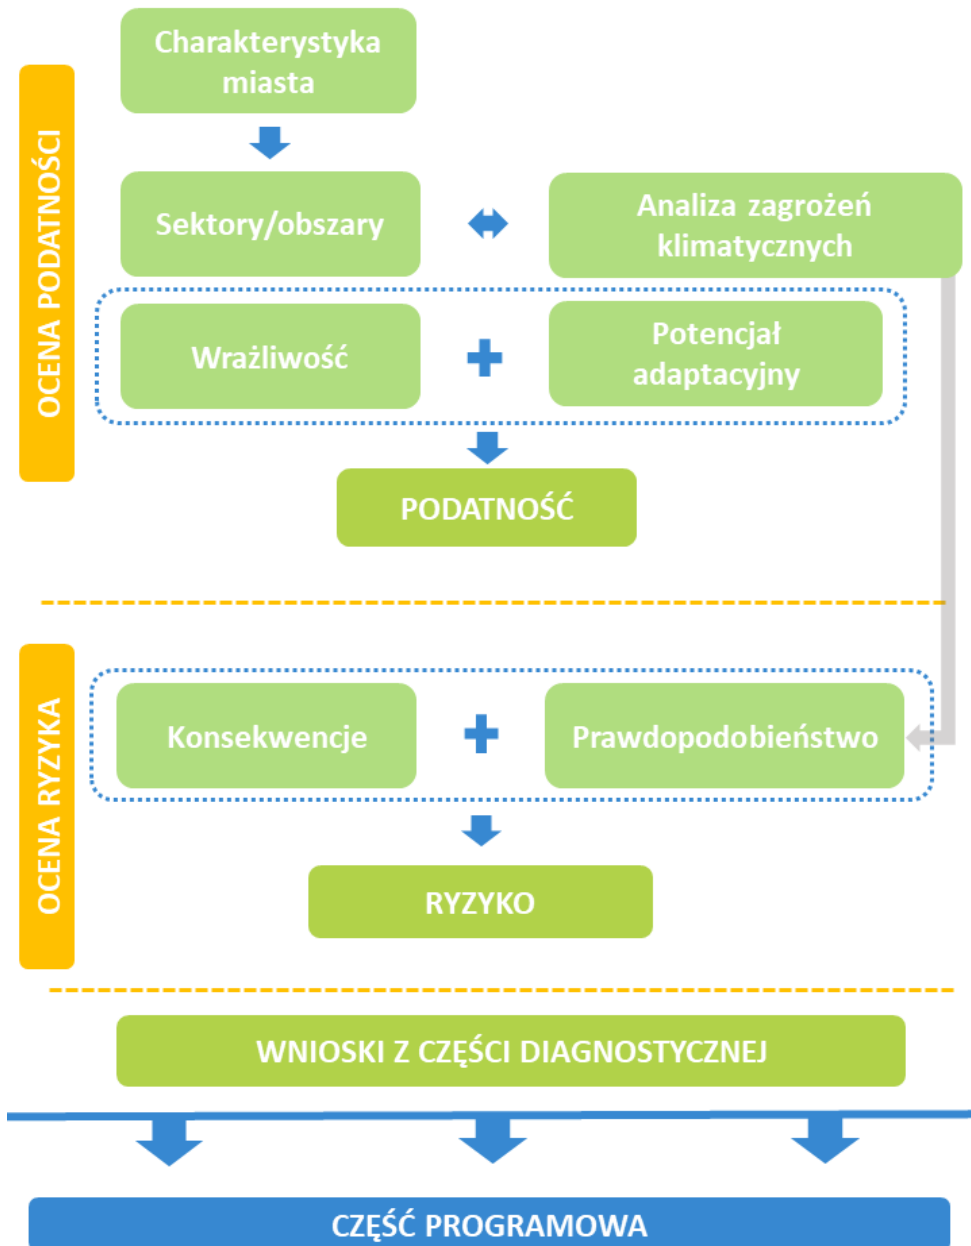 OCENA PODATNOŚCI
Charakterystyka
miasta
Sektory/obszary
Analiza zagrożeń
klimatycznych
Wrażliwość
Potencjał
adaptacyjny
PODATNOŚĆ
OCENA RYZYKA
Konsekwencje
Prawdopodobieństwo
RYZYKO
WNIOSKI Z CZĘŚCI DIAGNOSTYCZNEJ
CZĘŚĆ PROGRAMOWA